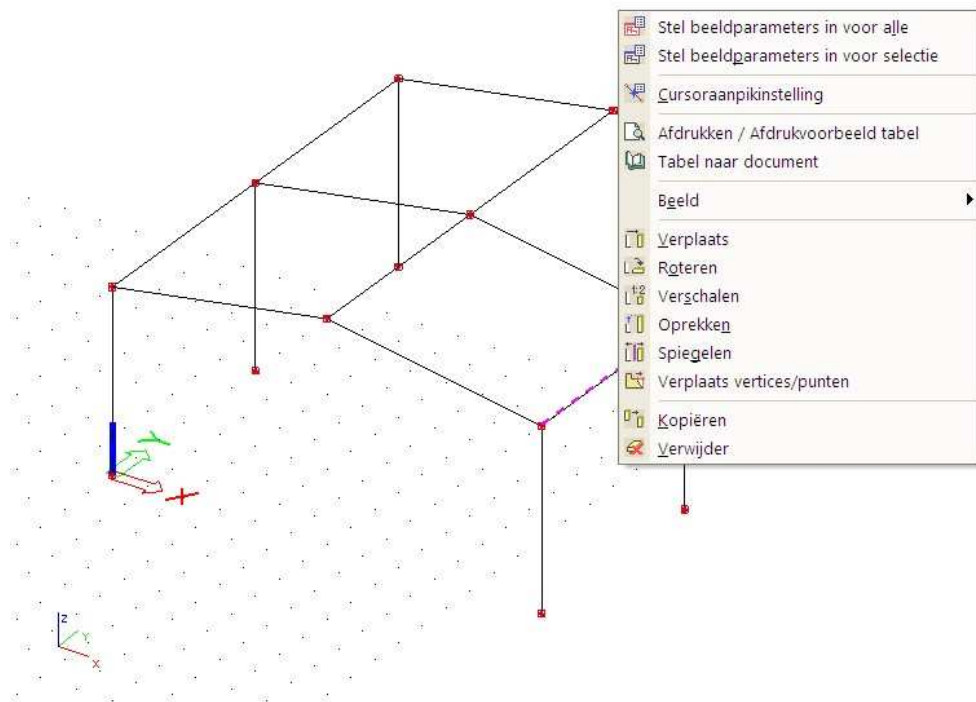 Stel beeldparameters in voor alle
Stel beeldparameters in voor selectie
Cursoraanpikinstelling
Afdrukken / Afdrukvoorbeeld tabel
Tabel naar document
Beeld
Verplaats
Roteren
Verschalen
Oprekken
Spiegelen
Verplaats vertices/punten
Kopiëren
Verwijder
Y
X
Z
Y
X